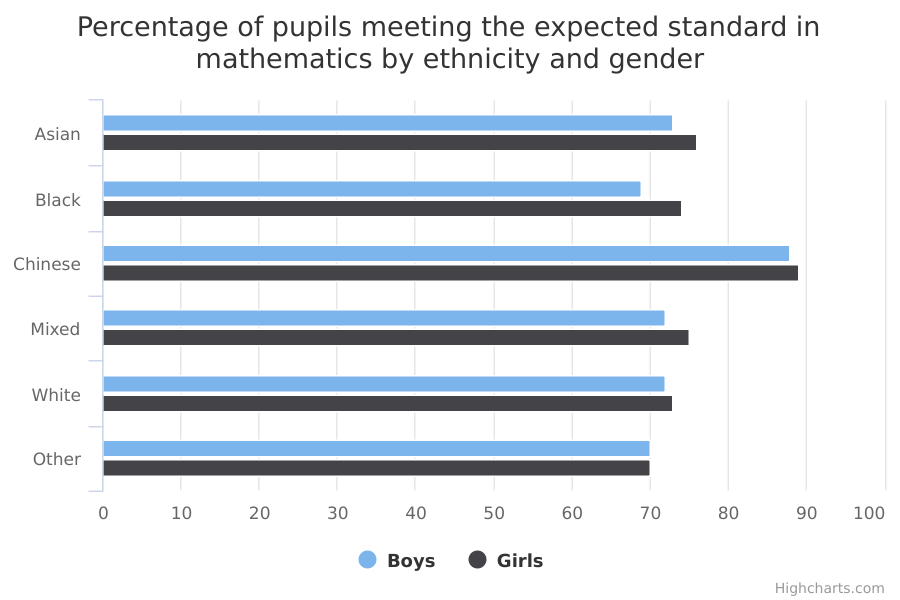 Percentage of pupils meeting the expected standard in
mathematics by ethnicity and gender
Asian
Black
Chinese
Mixed
White
Other
0 10 20 30 40 50 60 70 80 90 100
Boys Girls
Highcharts.com